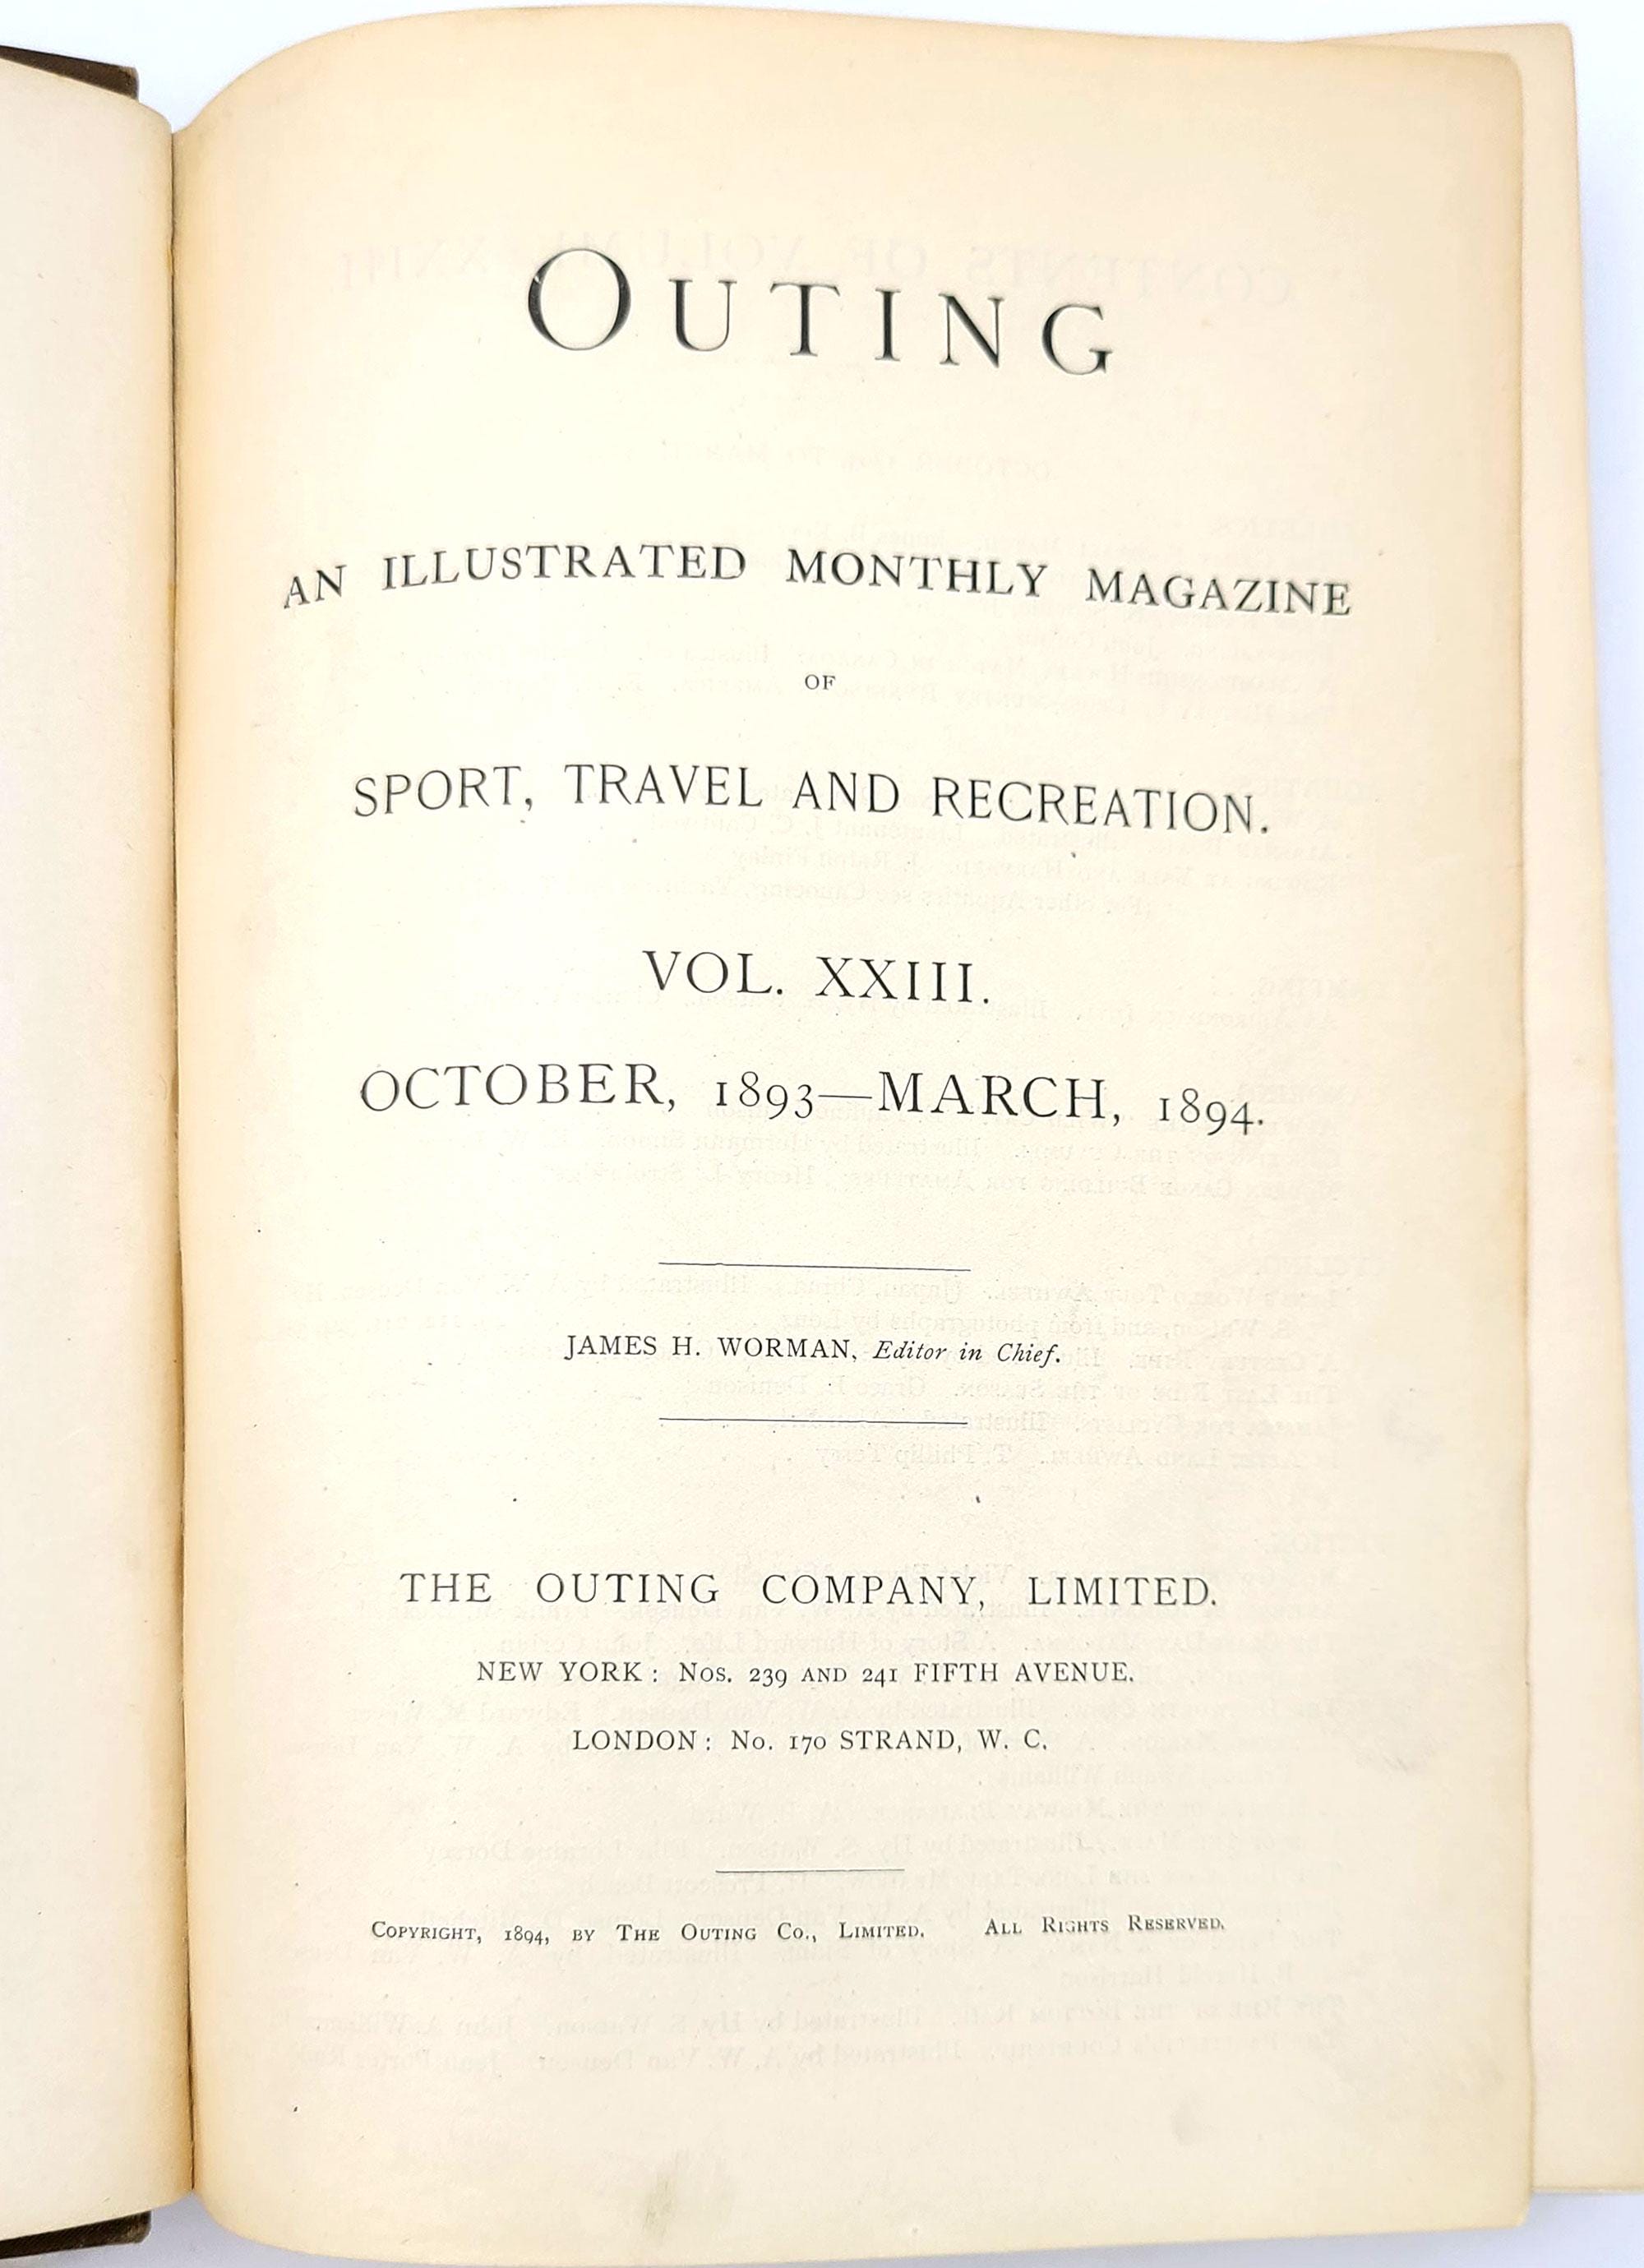 OUTING
AN ILLUSTRATED MONTHLY MAGAZINE
OF
SPORT, TRAVEL AND RECREATION.
VOL. XXIII.
OCTOBER, 1893—MARCH, 1894.
JAMES H. WORMAN, Editor in Chief.
THE OUTING COMPANY, LIMITED.
NEW YORK: Nos. 239 AND 241 FIFTH AVENUE.
LONDON: No. 170 STRAND, W. C.
COPYRIGHT, 1894, BY THE OUTING CO., LIMITED. ALL RIGHTS RESERVED.